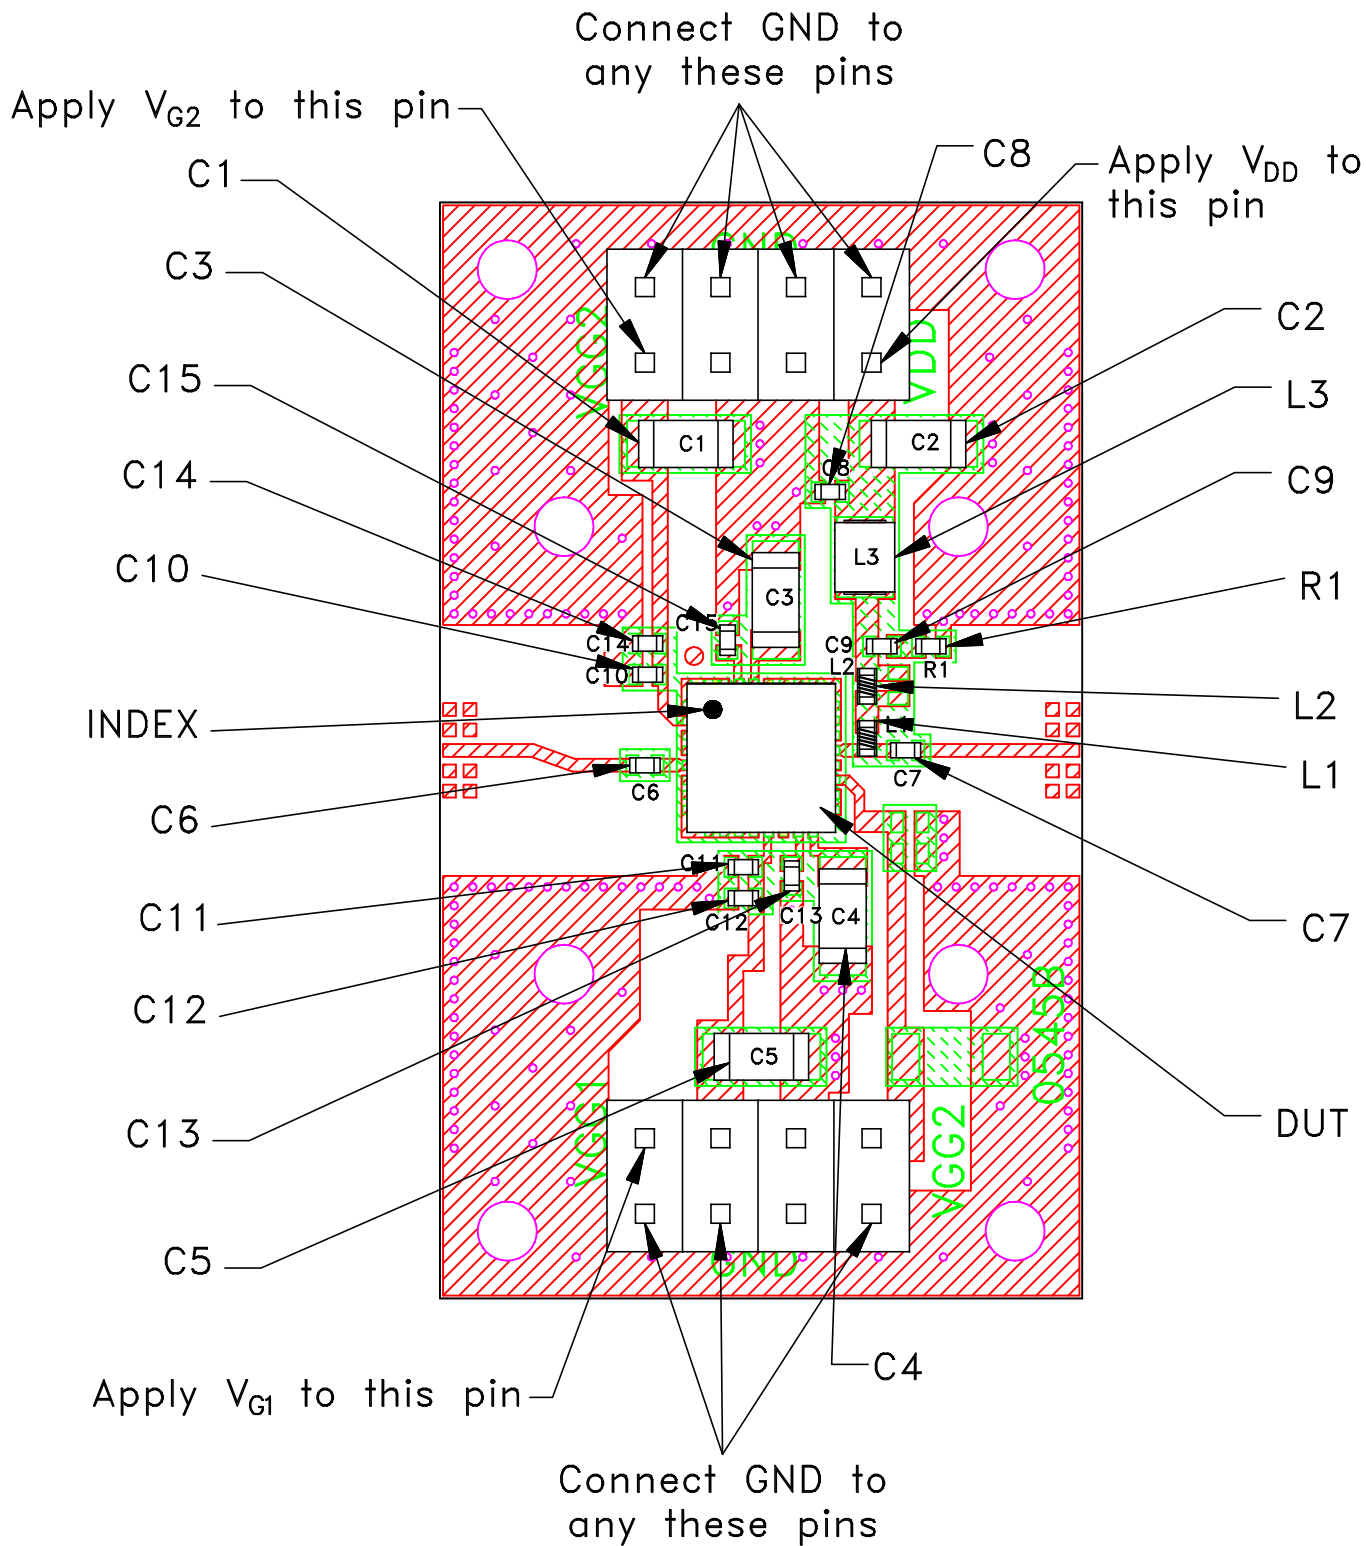 Connect GND to
any these pins
Apply VG2 to this pin
C8
Apply VDD to
this pin
C1
C3
C2
C15
L3
C14
C9
C10
R1
INDEX
L2
L1
C6
C11
C7
C12
C13
DUT
C5
C4
Apply VG1 to this pin
Connect GND to
any these pins
GND
VGG2
VDD
C1
C2
C8
L3
C3
C15
C14
C9
C10
L2
R1
L1
C7
C6
C11
C12
C13
C4
C5
0545B
VGG1
VGG2
GND